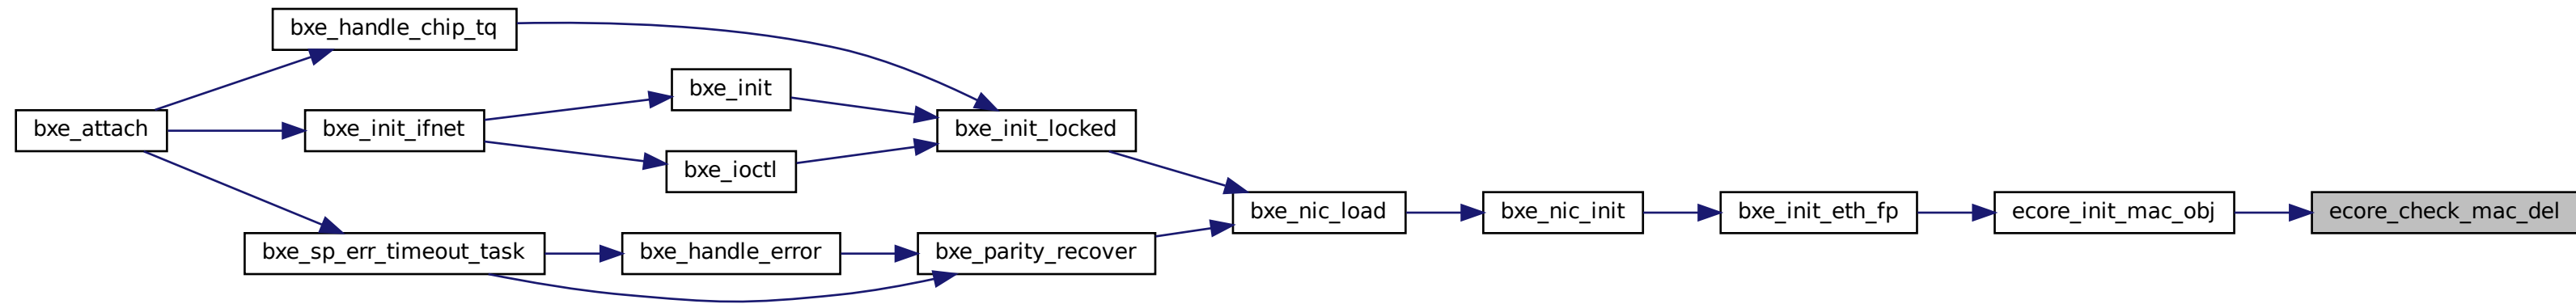 bxe_handle_chip_tq
bxe_init
bxe_attach
bxe_init_ifnet
bxe_init_locked
bxe_ioctl
bxe_nic_load
bxe_nic_init
bxe_init_eth_fp
ecore_init_mac_obj
ecore_check_mac_del
bxe_sp_err_timeout_task
bxe_handle_error
bxe_parity_recover